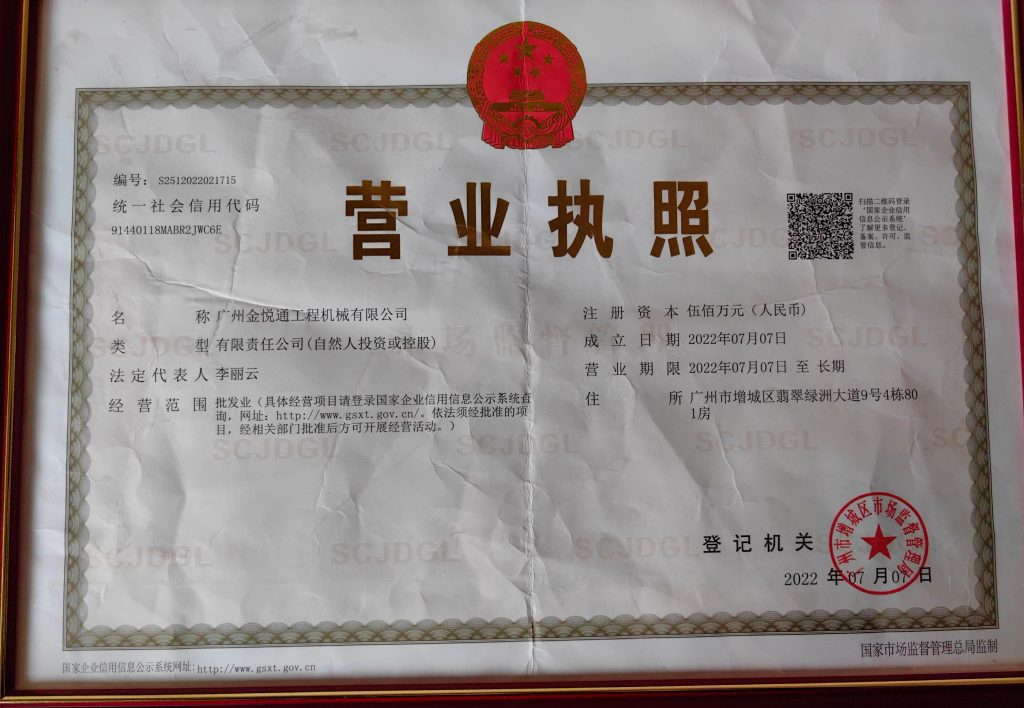 编号: S2512022021715
统一社会信用代码
91440118MABR2JWC6E
营业执照
扫描二维码登录
‘国家企业信用
信息公示系统’
了解更多登记、
备案、许可、监
管信息。
名称 广州金悦通工程机械有限公司
类型 有限责任公司(自然人投资或控股)
法定代表人 李丽云
经营范围 批发业(具体经营项目请登录国家企业信用信息公示系统查
询,网址: http://www.gsxt.gov.cn/。依法须经批准的项
目,经相关部门批准后方可开展经营活动。)
注册资本 伍佰万元(人民币)
成立日期 2022年07月07日
营业期限 2022年07月07日 至 长期
住所 广州市增城区翡翠绿洲大道9号4栋80
1房
登记机关
广州市增城区市场监督管理局
2022 年07 月07 日
国家企业信用信息公示系统网址:http://www.gsxt.gov.cn
国家市场监督管理总局监制
SCJDGL